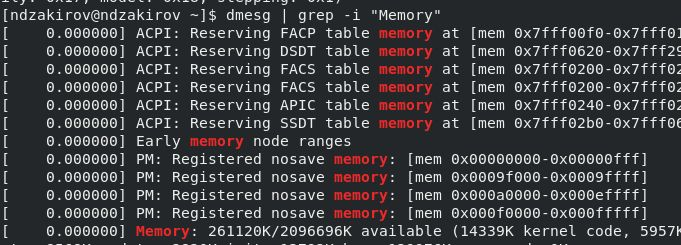 [ndzakirov@ndzakirov ~]$ dmesg | grep -i "Memory"
[    0.000000] ACPI: Reserving FACP table memory at [mem 0x7fff00f0-0x7fff01
[    0.000000] ACPI: Reserving DSDT table memory at [mem 0x7fff0620-0x7fff29
[    0.000000] ACPI: Reserving FACS table memory at [mem 0x7fff0200-0x7fff02
[    0.000000] ACPI: Reserving FACS table memory at [mem 0x7fff0200-0x7fff02
[    0.000000] ACPI: Reserving APIC table memory at [mem 0x7fff0240-0x7fff02
[    0.000000] ACPI: Reserving SSDT table memory at [mem 0x7fff02b0-0x7fff06
[    0.000000] Early memory node ranges
[    0.000000] PM: Registered nosave memory: [mem 0x00000000-0x00000fff]
[    0.000000] PM: Registered nosave memory: [mem 0x0009f000-0x0009ffff]
[    0.000000] PM: Registered nosave memory: [mem 0x000a0000-0x000effff]
[    0.000000] PM: Registered nosave memory: [mem 0x000f0000-0x000fffff]
[    0.000000] Memory: 261120K/2096696K available (14339K kernel code, 5957K